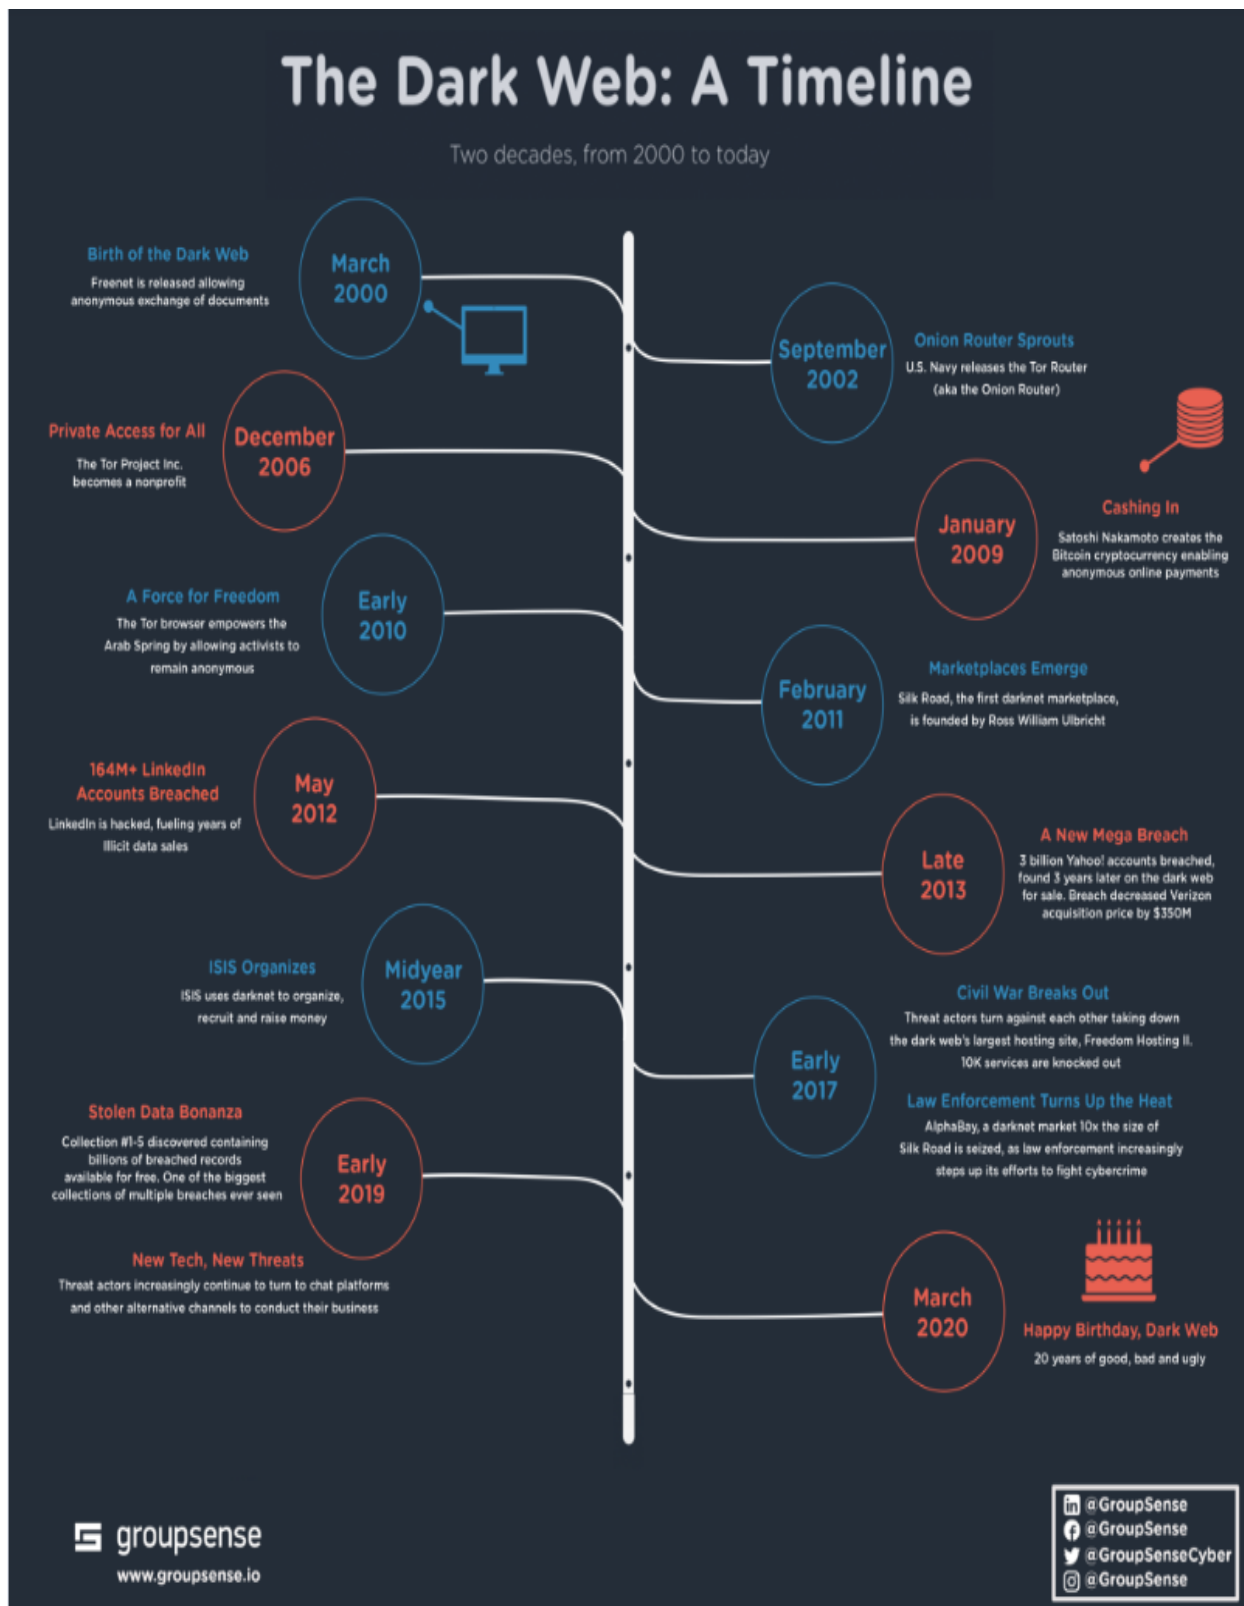 The Dark Web: A Timeline
Two decades, from 2000 to today
Birth of the Dark Web
Freenet is released allowing
anonymous exchange of documents
March
2000
September
2002
Onion Router Sprouts
U.S. Navy releases the Tor Router
(aka the Onion Router)
Private Access for All
The Tor Project Inc.
becomes a nonprofit
December
2006
January
2009
Cashing In
Satoshi Nakamoto creates the
Bitcoin cryptocurrency enabling
anonymous online payments
A Force for Freedom
The Tor browser empowers the
Arab Spring by allowing activists to
remain anonymous
Early
2010
February
2011
Marketplaces Emerge
Silk Road, the first darknet marketplace,
is founded by Ross William Ulbricht
164M+ LinkedIn
Accounts Breached
LinkedIn is hacked, fueling years of
Illicit data sales
May
2012
Late
2013
A New Mega Breach
3 billion Yahoo! accounts breached,
found 3 years later on the dark web
for sale. Breach decreased Verizon
acquisition price by $350M
ISIS Organizes
ISIS uses darknet to organize,
recruit and raise money
Midyear
2015
Early
2017
Civil War Breaks Out
Threat actors turn against each other taking down
the dark web's largest hosting site, Freedom Hosting II.
10K services are knocked out
Law Enforcement Turns Up the Heat
AlphaBay, a darknet market 10x the size of
Silk Road is seized, as law enforcement increasingly
steps up its efforts to fight cybercrime
Stolen Data Bonanza
Collection #1-5 discovered containing
billions of breached records
available for free. One of the biggest
collections of multiple breaches ever seen
Early
2019
New Tech, New Threats
Threat actors increasingly continue to turn to chat platforms
and other alternative channels to conduct their business
March
2020
Happy Birthday, Dark Web
20 years of good, bad and ugly
groupsense
www.groupsense.io
in @GroupSense
f @GroupSense
@GroupSenseCyber
@GroupSense